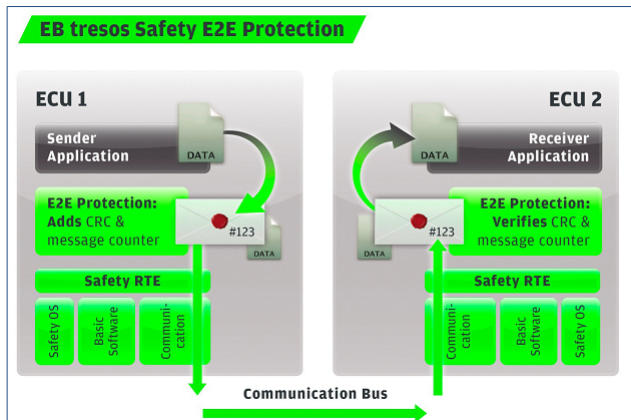 EB tresos Safety E2E Protection
ECU 1
Sender
Application
DATA
E2E Protection:
Adds CRC &
message counter
#123
DATA
Safety RTE
Safety OS
Basic
Software
Communi-
cation
ECU 2
DATA
Receiver
Application
#123
DATA
E2E Protection:
Verifies CRC &
message counter
Safety RTE
Communi-
cation
Basic
Software
Safety OS
Communication Bus